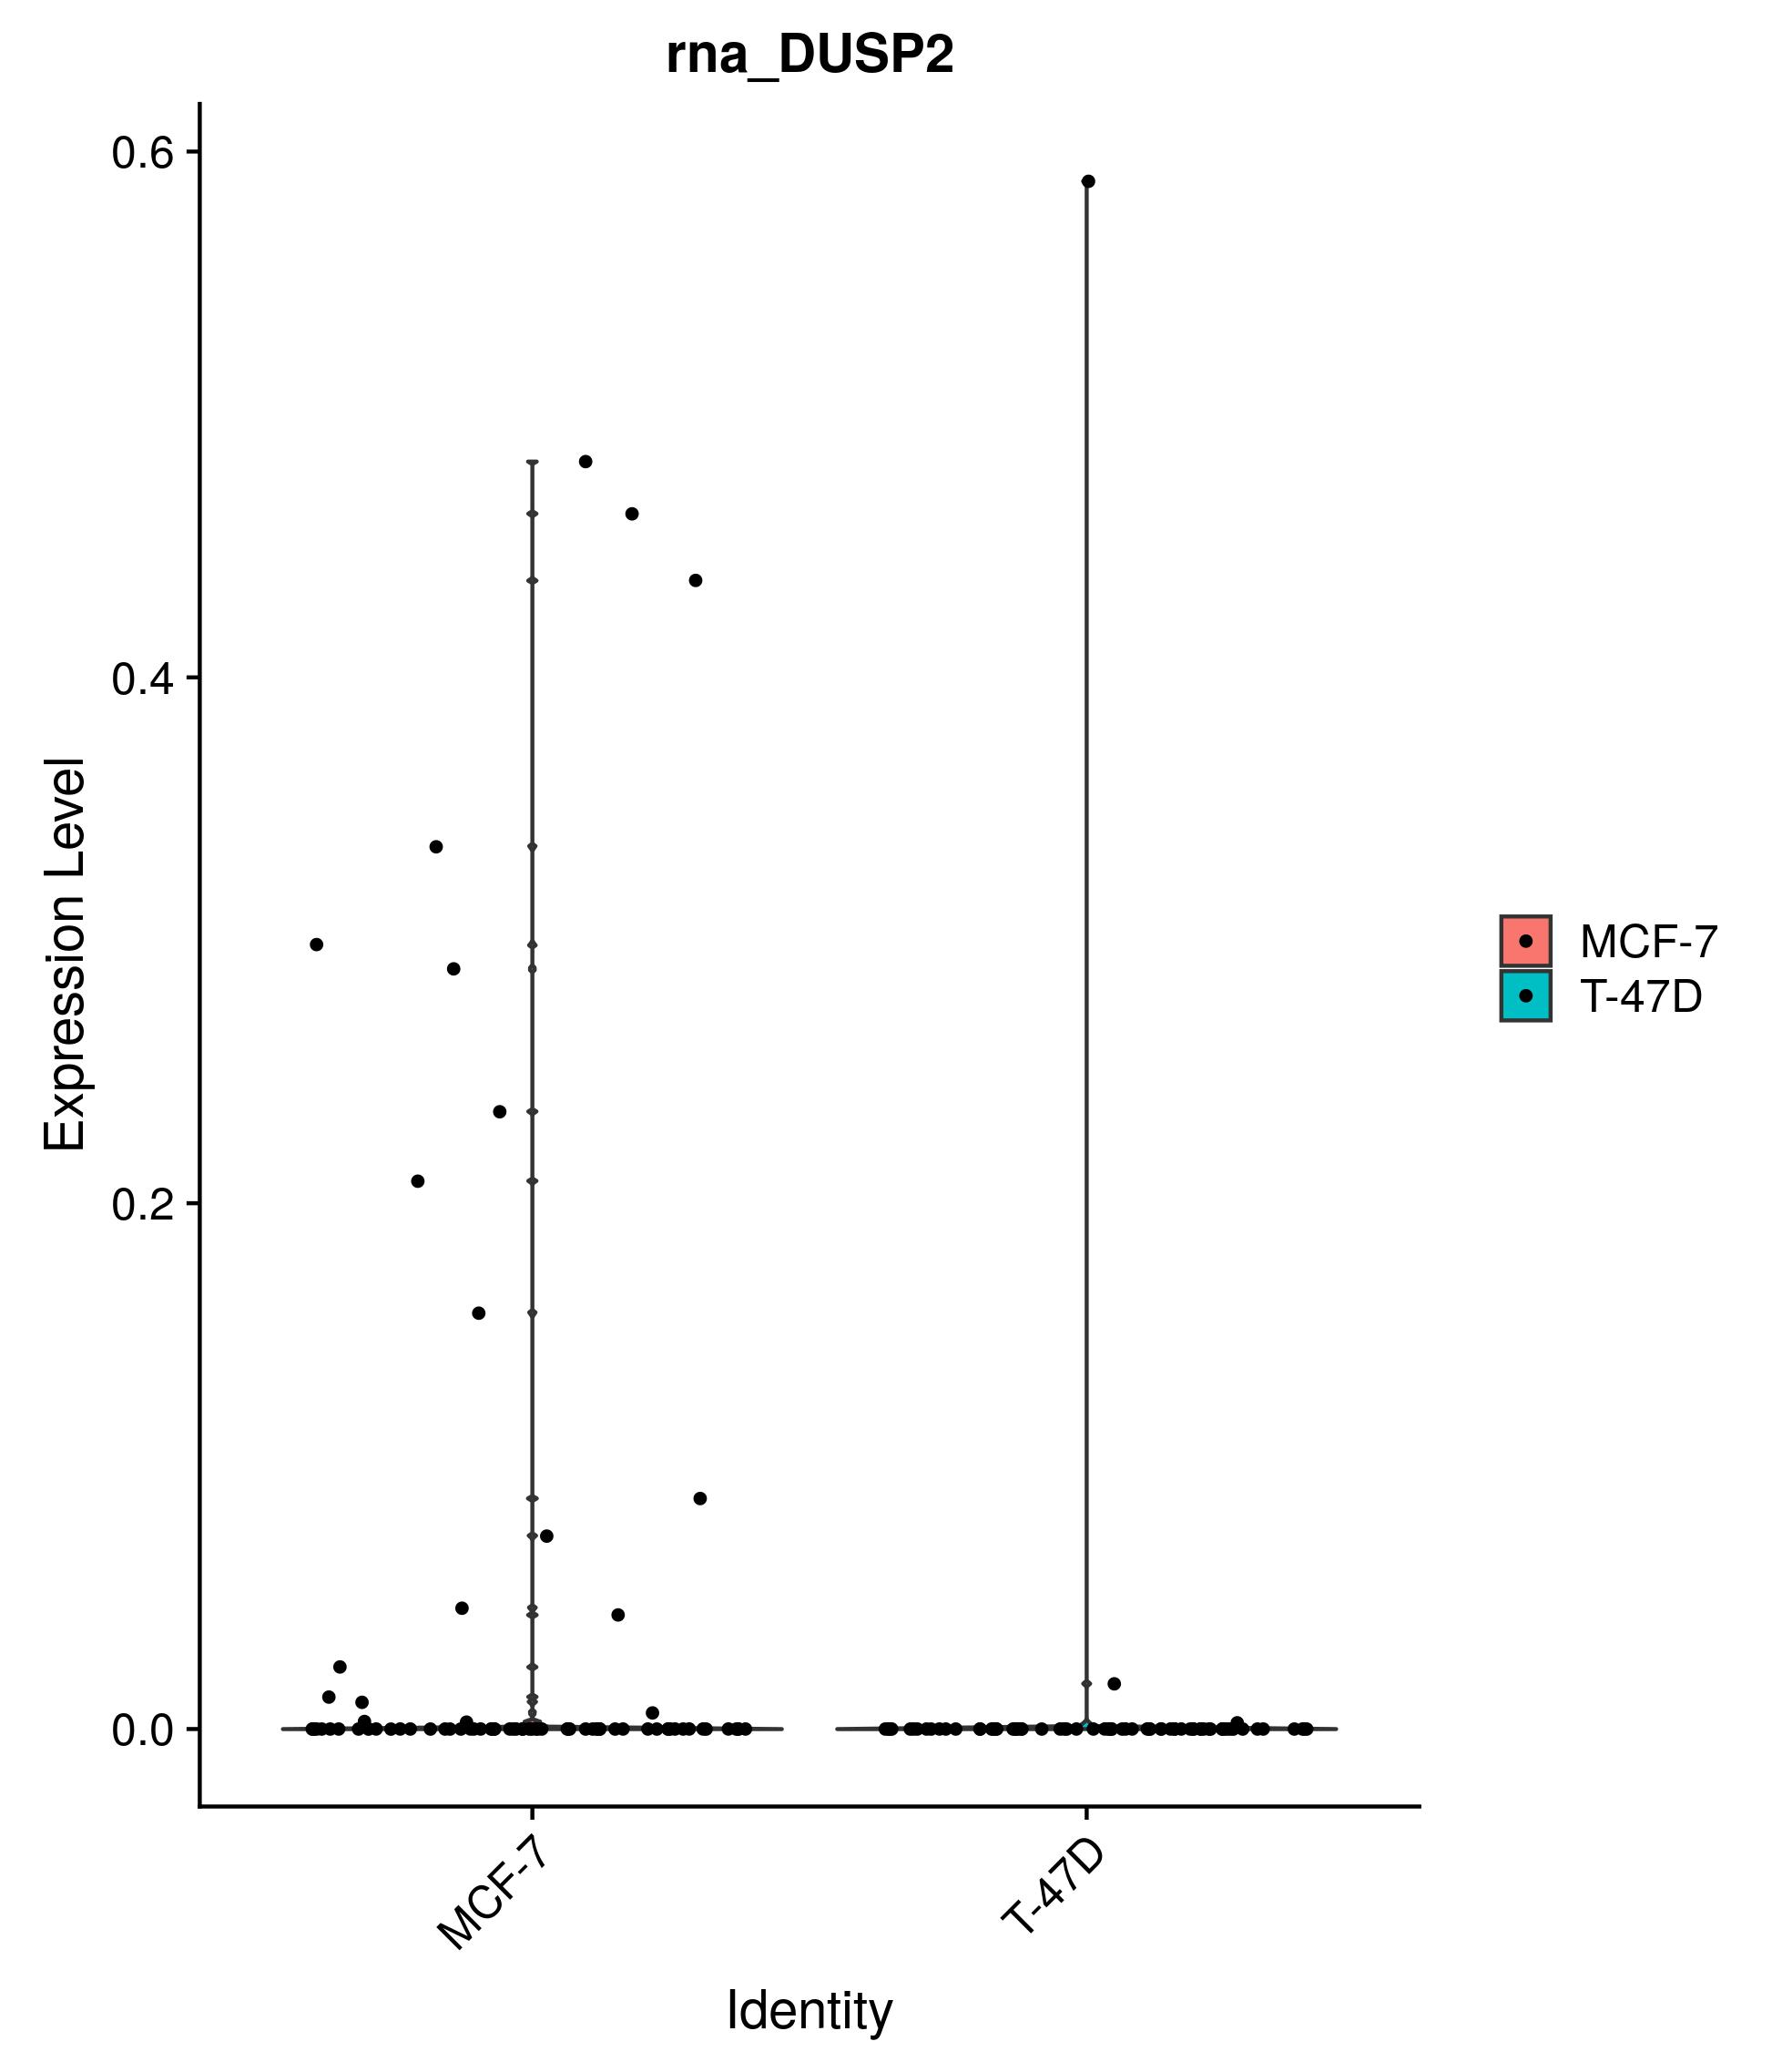 rna_DUSP2
0.6
0.4
0.2
0.0
Expression Level
MCF-7
T-47D
Identity
MCF-7
T-47D